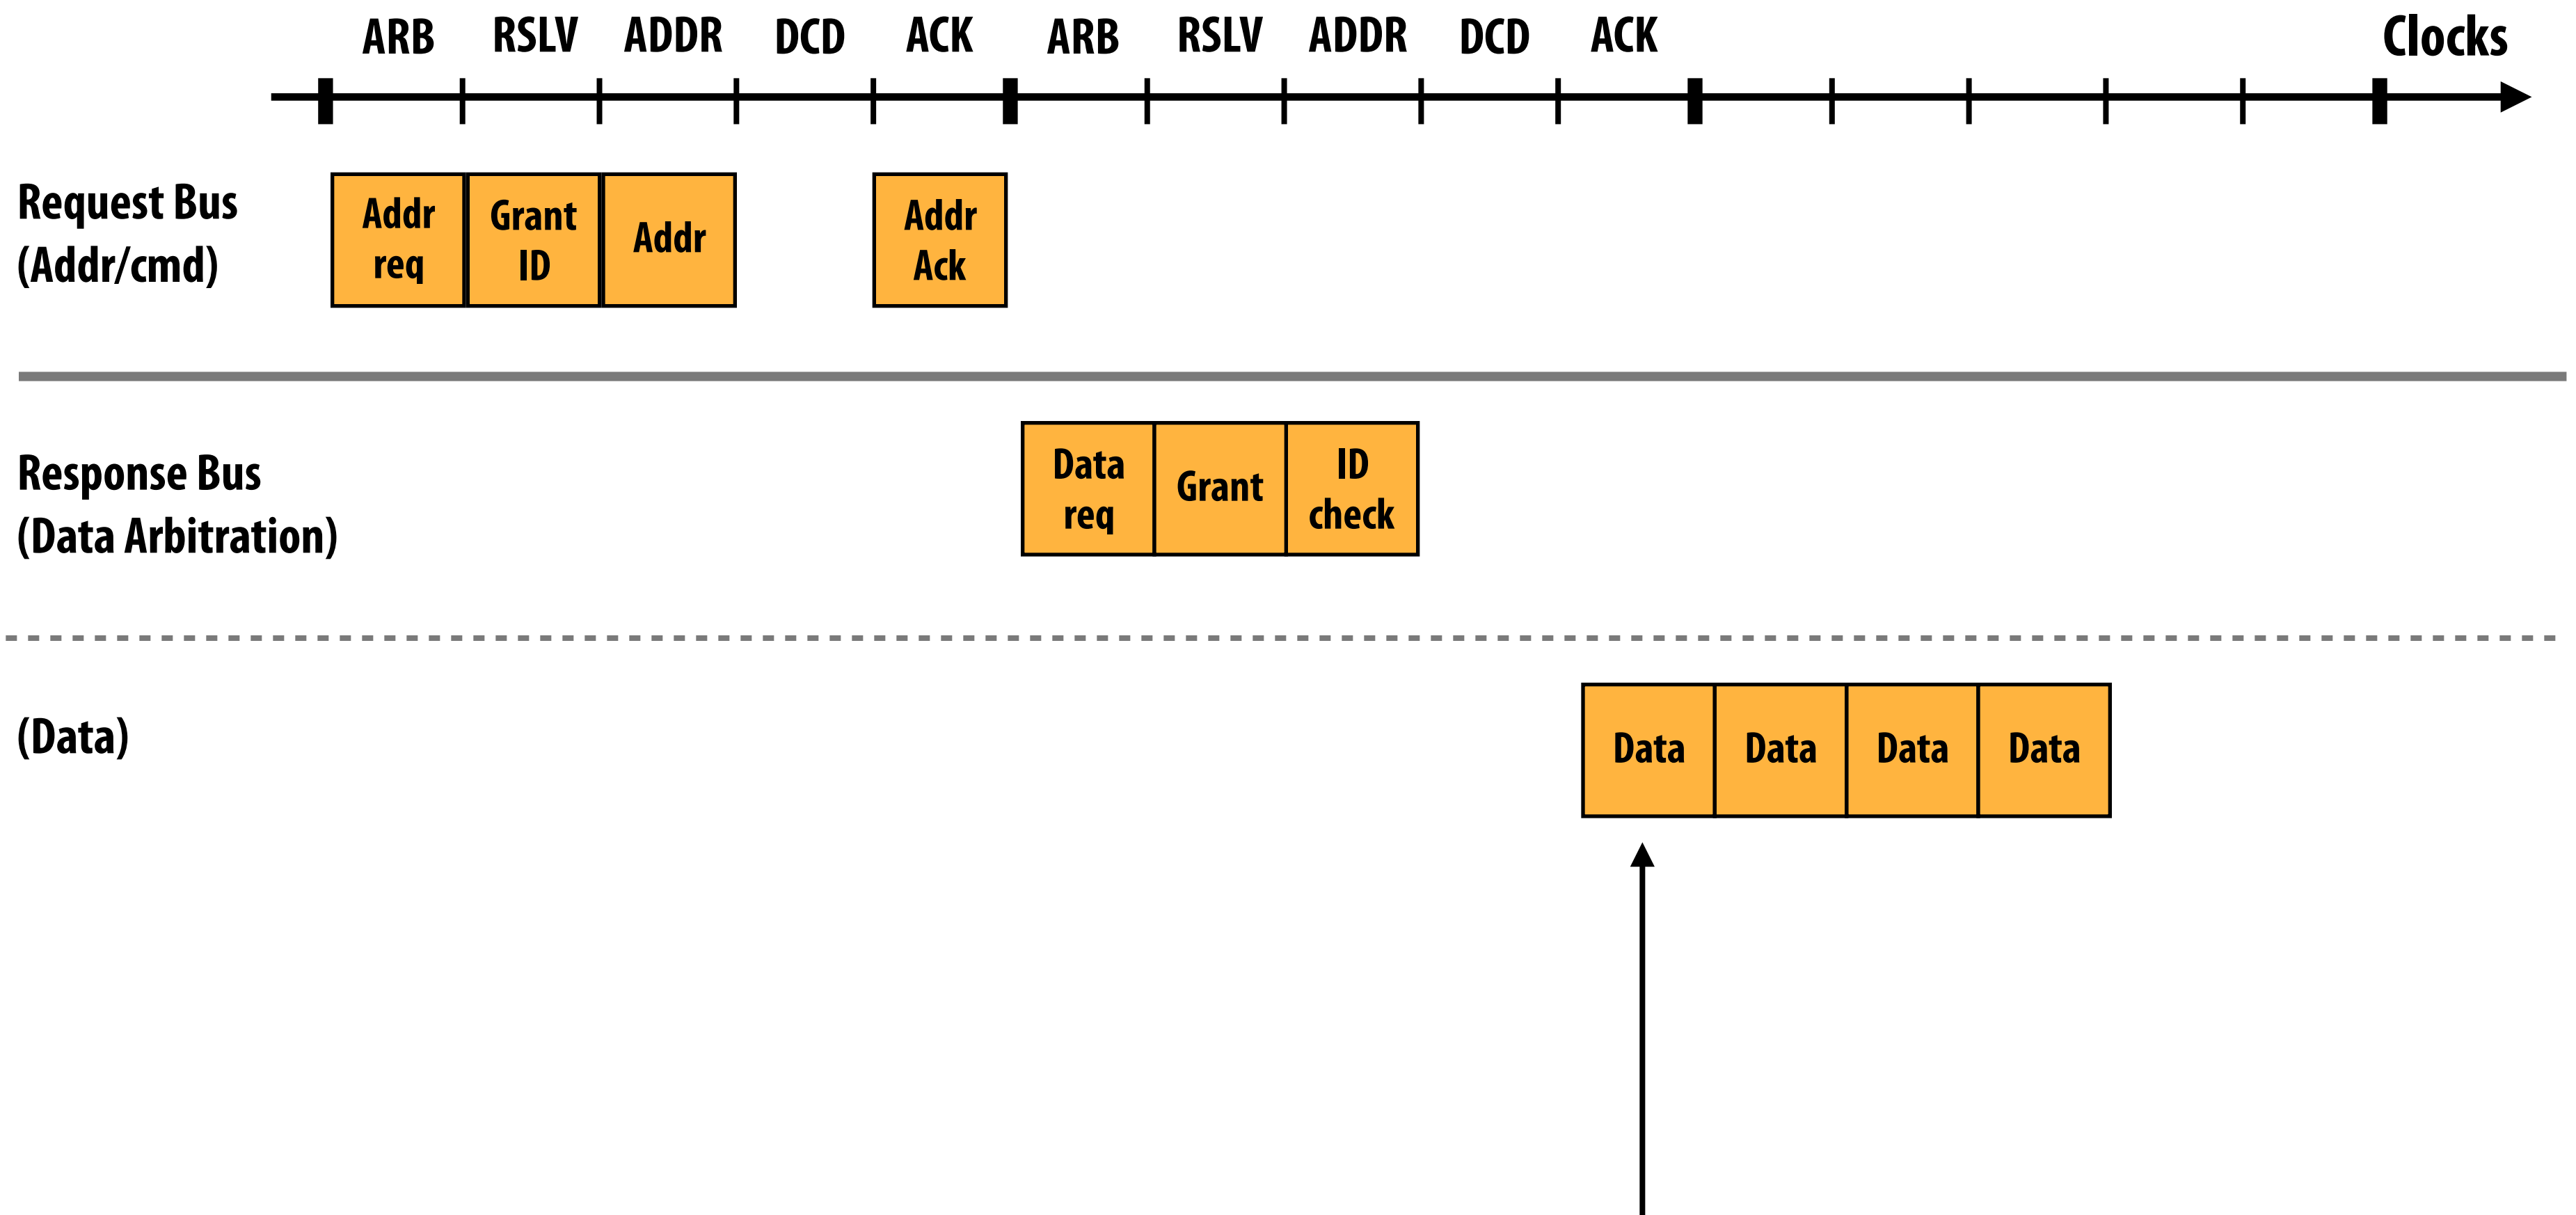 ARB RSLV ADDR DCD ACK ARB RSLV ADDR DCD ACK Clocks
Request Bus
(Addr/cmd)
Addr
req
Grant
ID
Addr
Addr
Ack
Response Bus
(Data Arbitration)
Data
req
Grant
ID
check
(Data)
Data Data Data Data